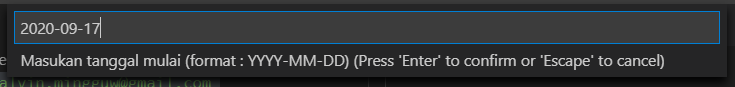 2020-09-17
Masukan tanggal mulai (format : YYYY-MM-DD) (Press 'Enter' to confirm or 'Escape' to cancel)